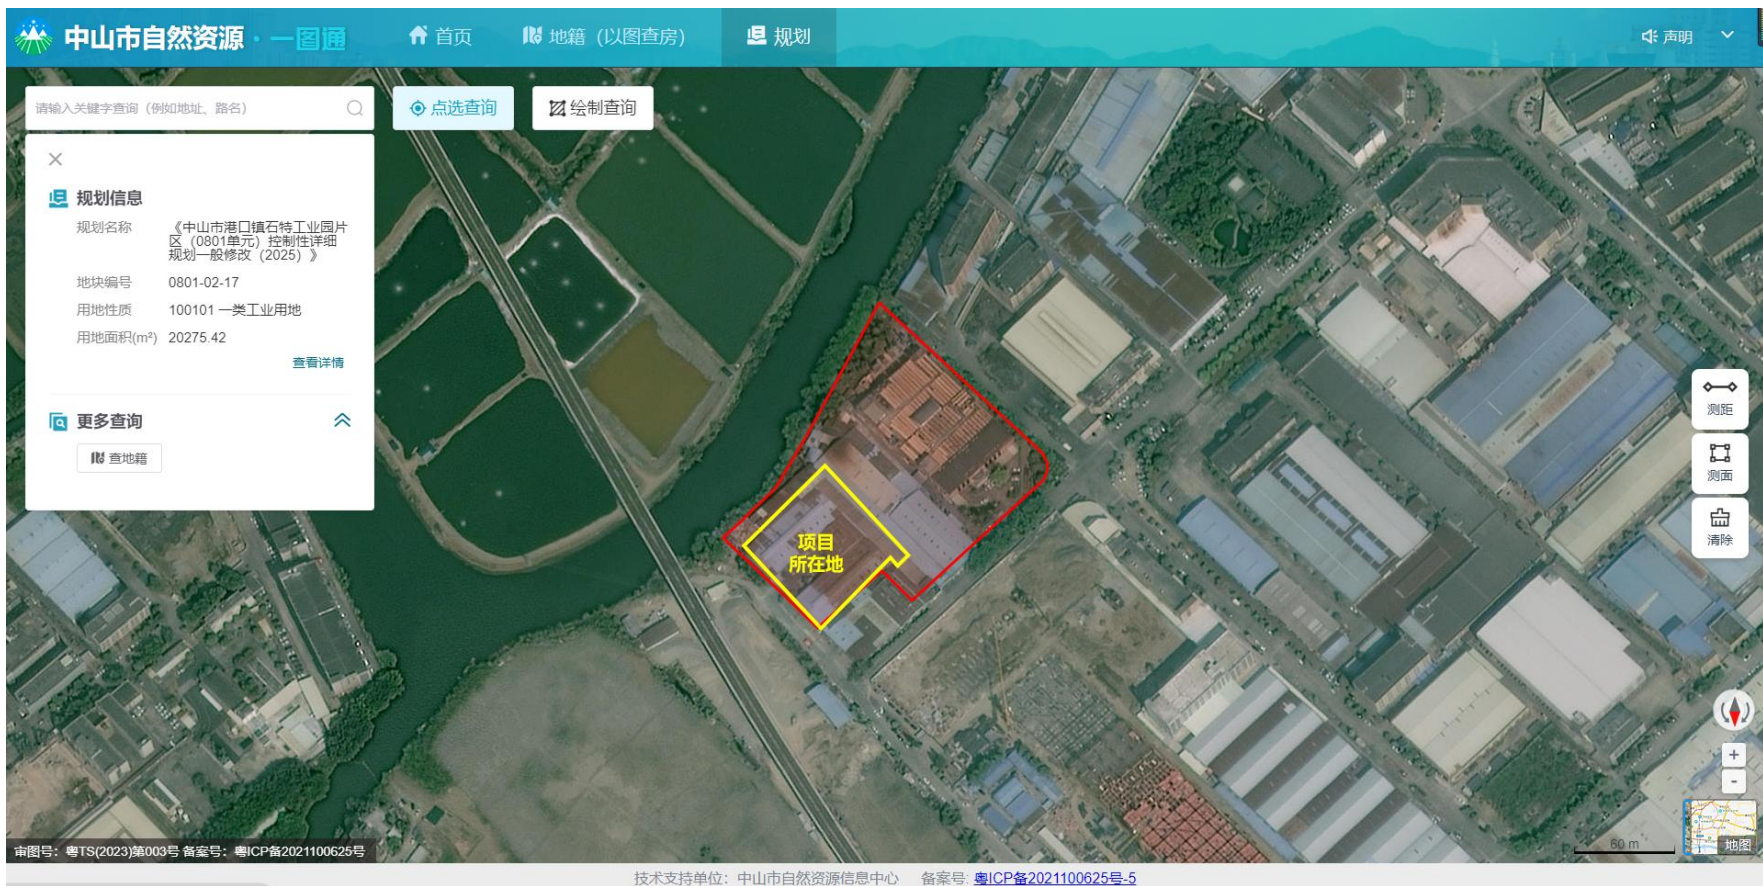 中山市自然资源·一图通
首页
地籍（以图查房）
规划
声明
请输入关键字查询（例如地址、路名）
点选查询
绘制查询
规划信息
规划名称
《中山市港口镇石特工业园片
区（0801单元）控制性详细
规划一般修改（2025）》
地块编号
0801-02-17
用地性质
100101 一类工业用地
用地面积(m²)
20275.42
查看详情
更多查询
查地籍
项目
所在地
测距
测面
清除
+
-
60 m
地图
审图号：粤TS(2023)第003号 备案号：粤ICP备2021100625号
技术支持单位：中山市自然资源信息中心 备案号: 粤ICP备2021100625号-5